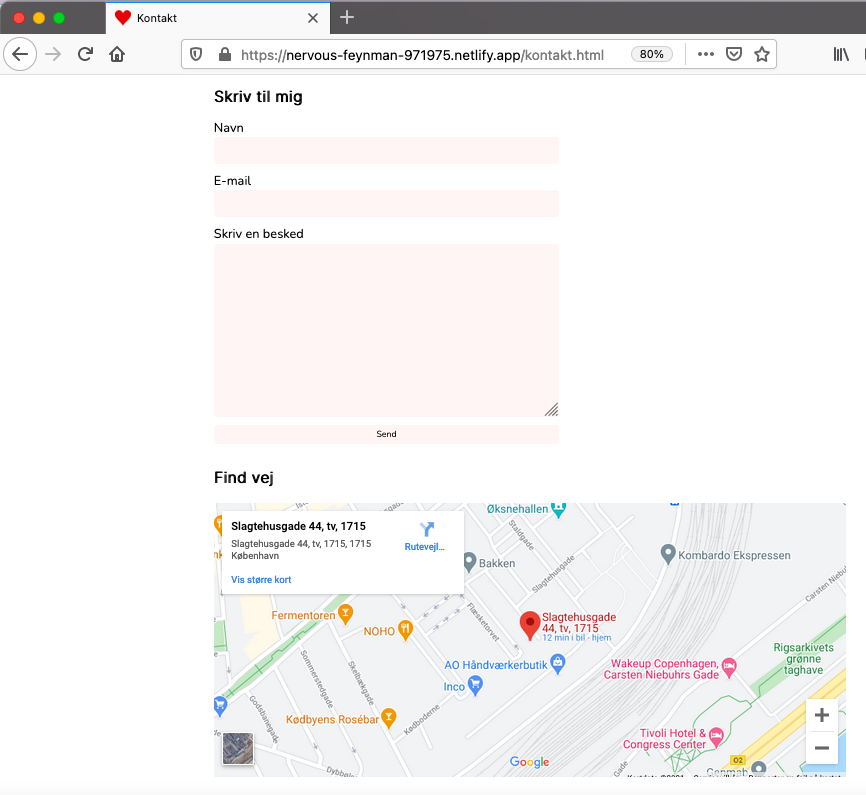 Kontakt
https://nervous-feynman-971975.netlify.app/kontakt.html
80%
Skriv til mig
Navn
E-mail
Skriv en besked
Send
Find vej
Slagtehusgade 44, tv, 1715
Slagtehusgade 44, tv, 1715, 1715
København
Rutevejl...
Vis større kort
Øksnehallen
Staldgade
Bakken
Slagtehusgade
Kombardo Ekspressen
Carsten Niebuhrs
Fermentoren
Flæsketorvet
NOHO
Slagtehusgade
44, tv, 1715
12 min i bil - hjem
Rigsarkivets
grønne
taghave
AO Håndværkerbutik
Wakeup Copenhagen,
Carsten Niebuhrs Gade
Inco
Sommerstedgade
Skelbækgade
Godsbanegade
Kødbyens Rosébar
Kødboderne
Tivoli Hotel &
Congress Center
Google
O2